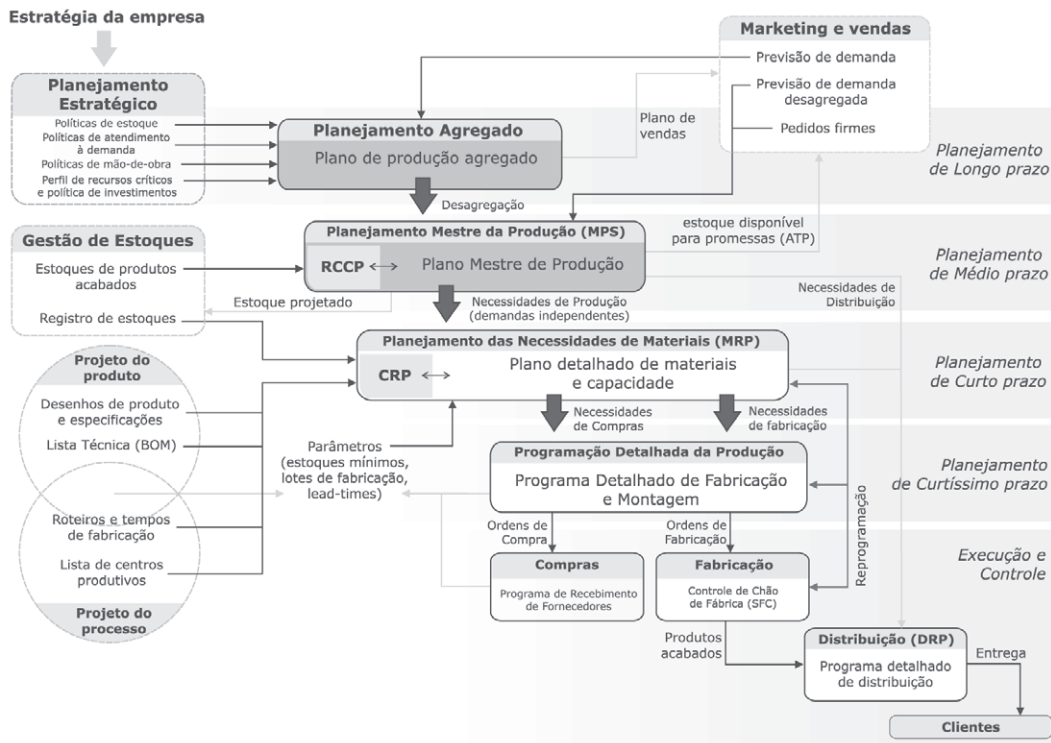 Estratégia da empresa
Planejamento
Estratégico
Políticas de estoque
Políticas de atendimento
à demanda
Políticas de mão-de-obra
Perfil de recursos críticos
e política de investimentos
Marketing e vendas
Previsão de demanda
Previsão de demanda
desagregada
Pedidos firmes
Plano de
vendas
Planejamento Agregado
Plano de produção agregado
Desagregação
Planejamento
de Longo prazo
Gestão de Estoques
Estoques de produtos
acabados
Registro de estoques
Estoque projetado
Planejamento Mestre da Produção (MPS)
RCCP
Plano Mestre de Produção
estoque disponível
para promessas (ATP)
Necessidades de
Distribuição
Necessidades de Produção
(demandas independentes)
Planejamento
de Médio prazo
Planejamento das Necessidades de Materiais (MRP)
CRP
Plano detalhado de materiais
e capacidade
Necessidades
de Compras
Necessidades
de fabricação
Planejamento
de Curto prazo
Projeto do
produto
Desenhos de produto
e especificações
Lista Técnica (BOM)
Parâmetros
(estoques mínimos,
lotes de fabricação,
lead-times)
Roteiros e tempos
de fabricação
Lista de centros
produtivos
Projeto do
processo
Programação Detalhada da Produção
Programa Detalhado de Fabricação
e Montagem
Planejamento
de Curtíssimo prazo
Ordens de
Compra
Ordens de
Fabricação
Reprogramação
Compras
Programa de Recebimento
de Fornecedores
Fabricação
Controle de Chão
de Fábrica (SFC)
Execução e
Controle
Produtos
acabados
Distribuição (DRP)
Programa detalhado
de distribuição
Entrega
Clientes